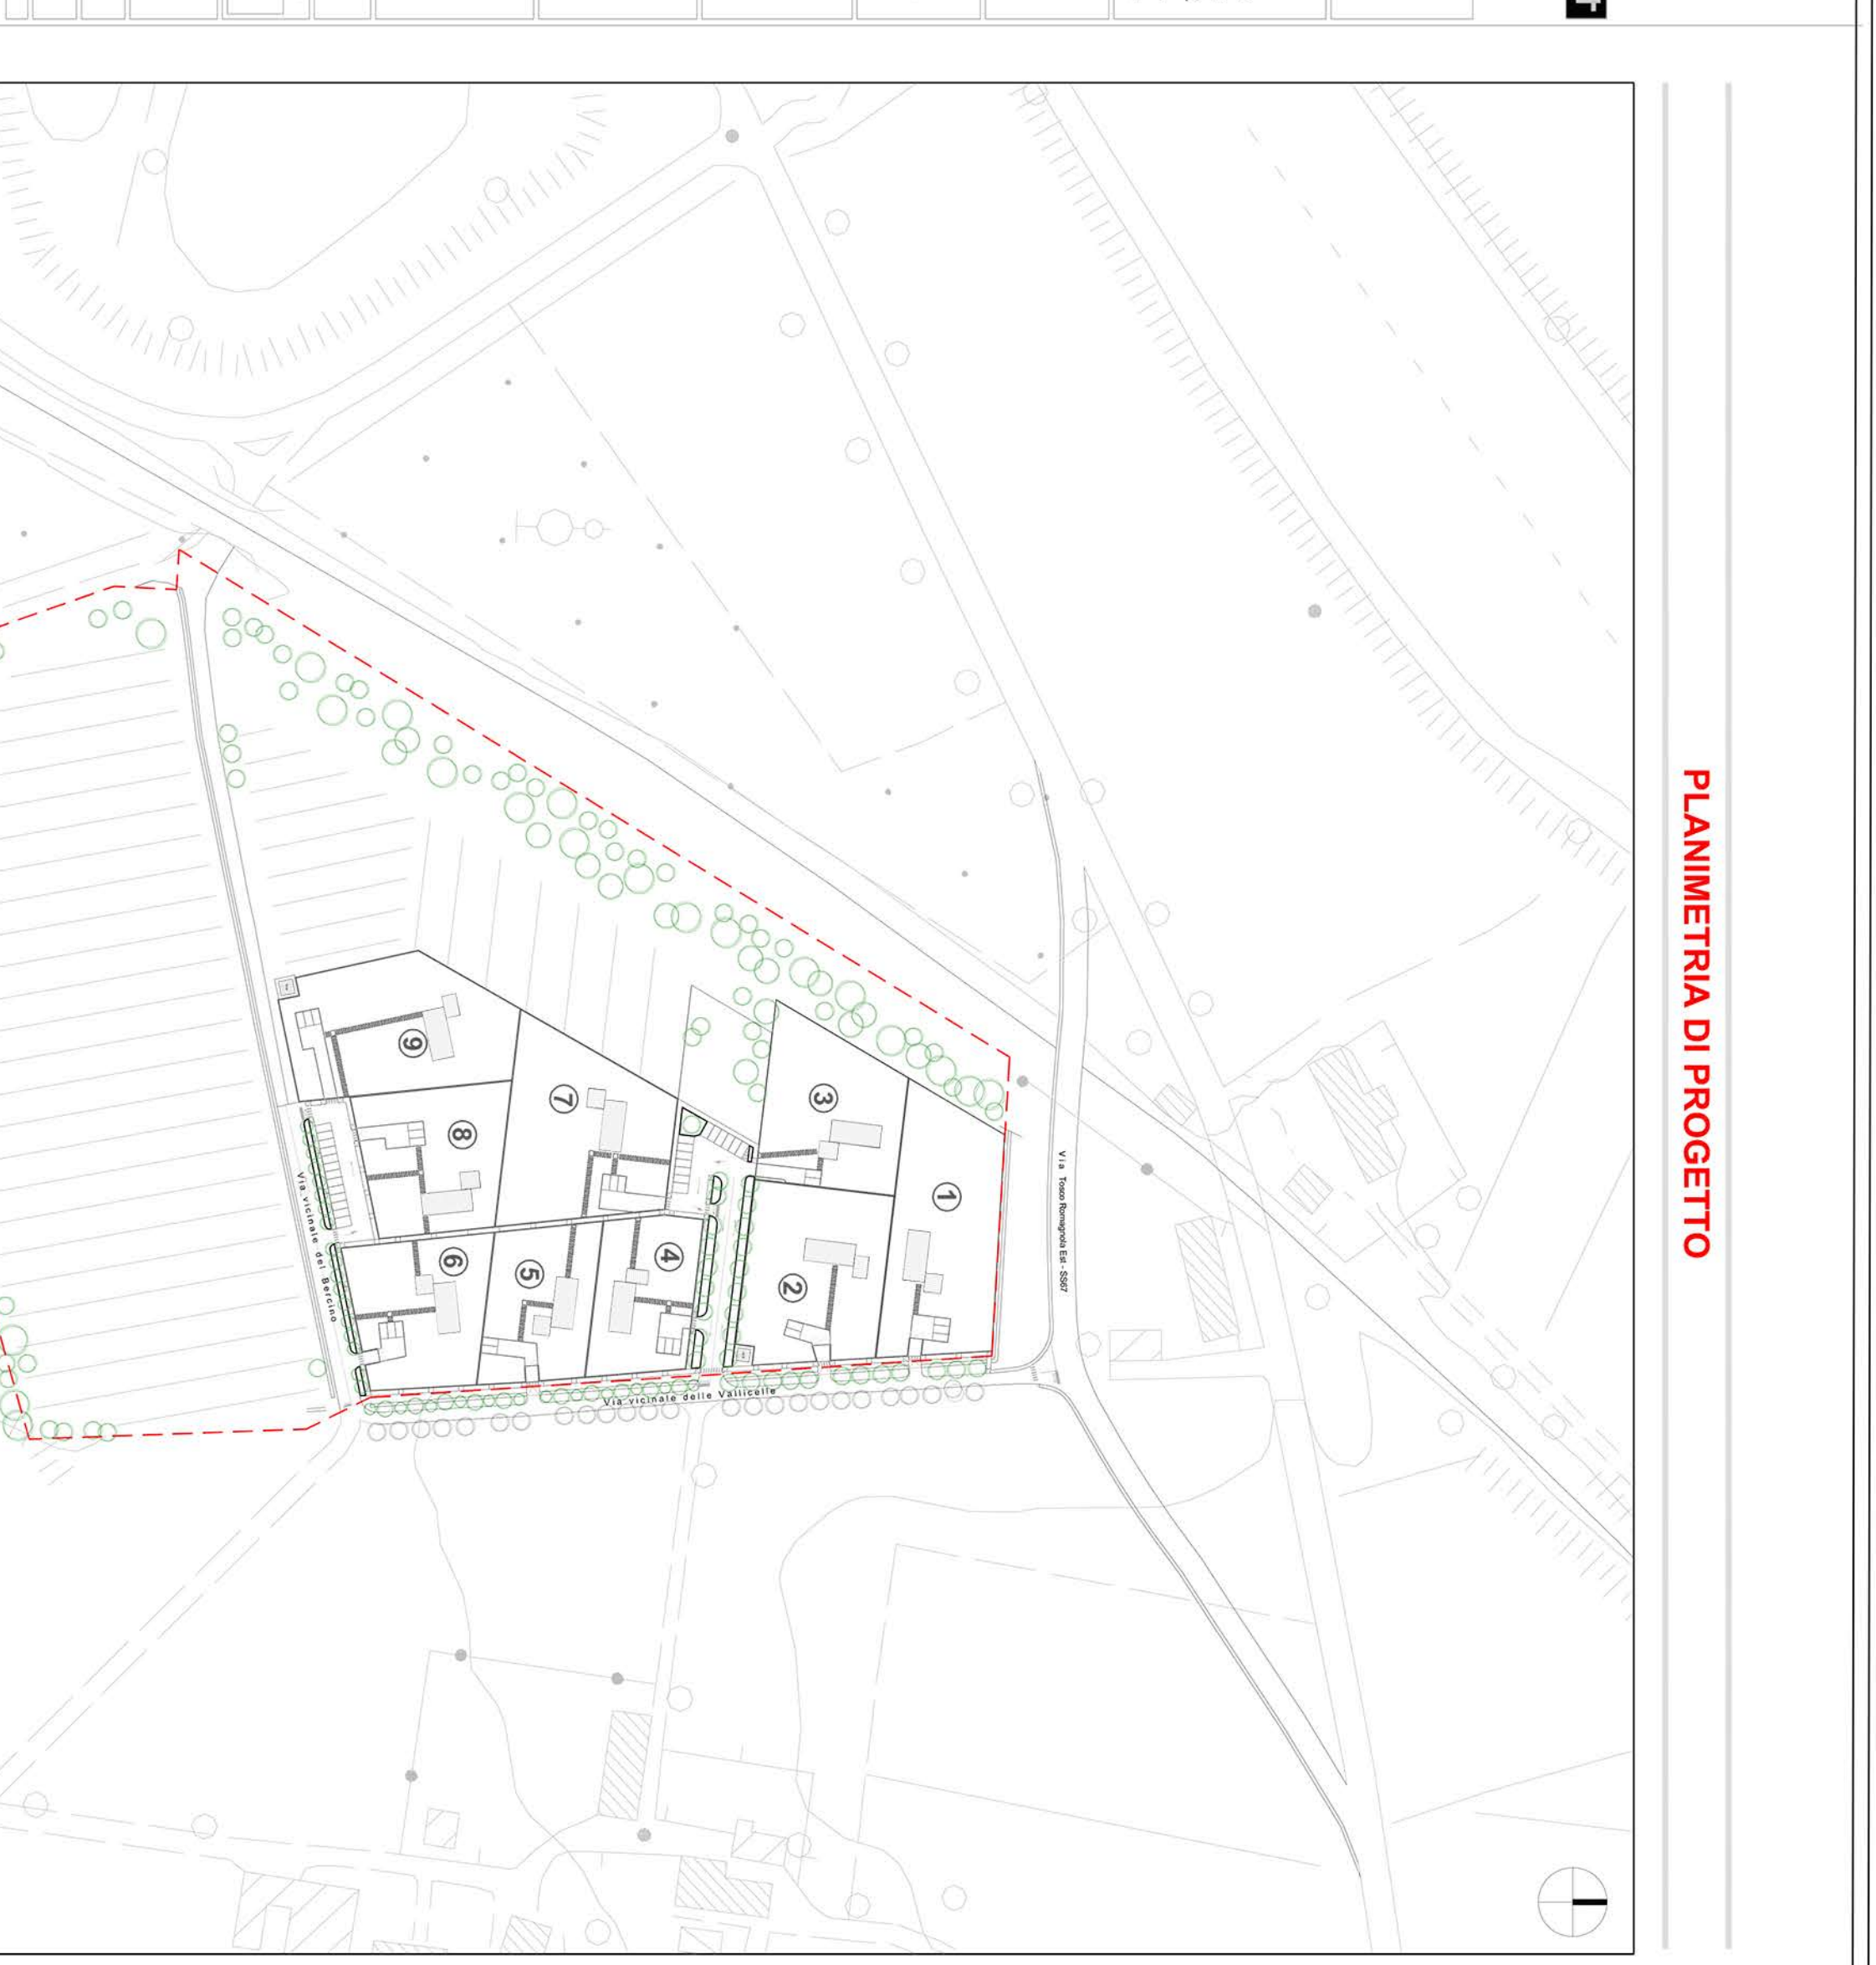 PLANIMETRIA DI PROGETTO
Via Tosco Romagnola Est - SS67
1
3
2
7
4
9
8
5
6
Via vicinale delle Vallicelle
Via vicinale del Bercino